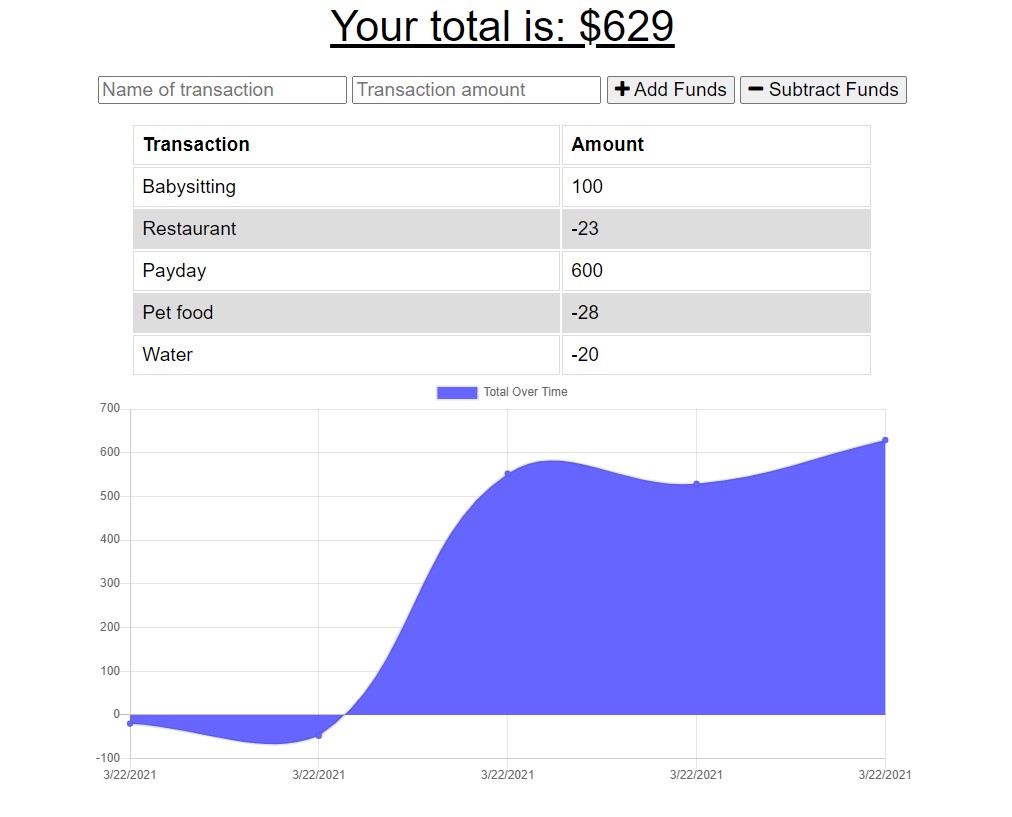 Your total is: $629
Name of transaction Transaction amount + Add Funds − Subtract Funds
Transaction Amount
Babysitting 100
Restaurant -23
Payday 600
Pet food -28
Water -20
Total Over Time
700
600
500
400
300
200
100
0
-100
3/22/2021 3/22/2021 3/22/2021 3/22/2021 3/22/2021